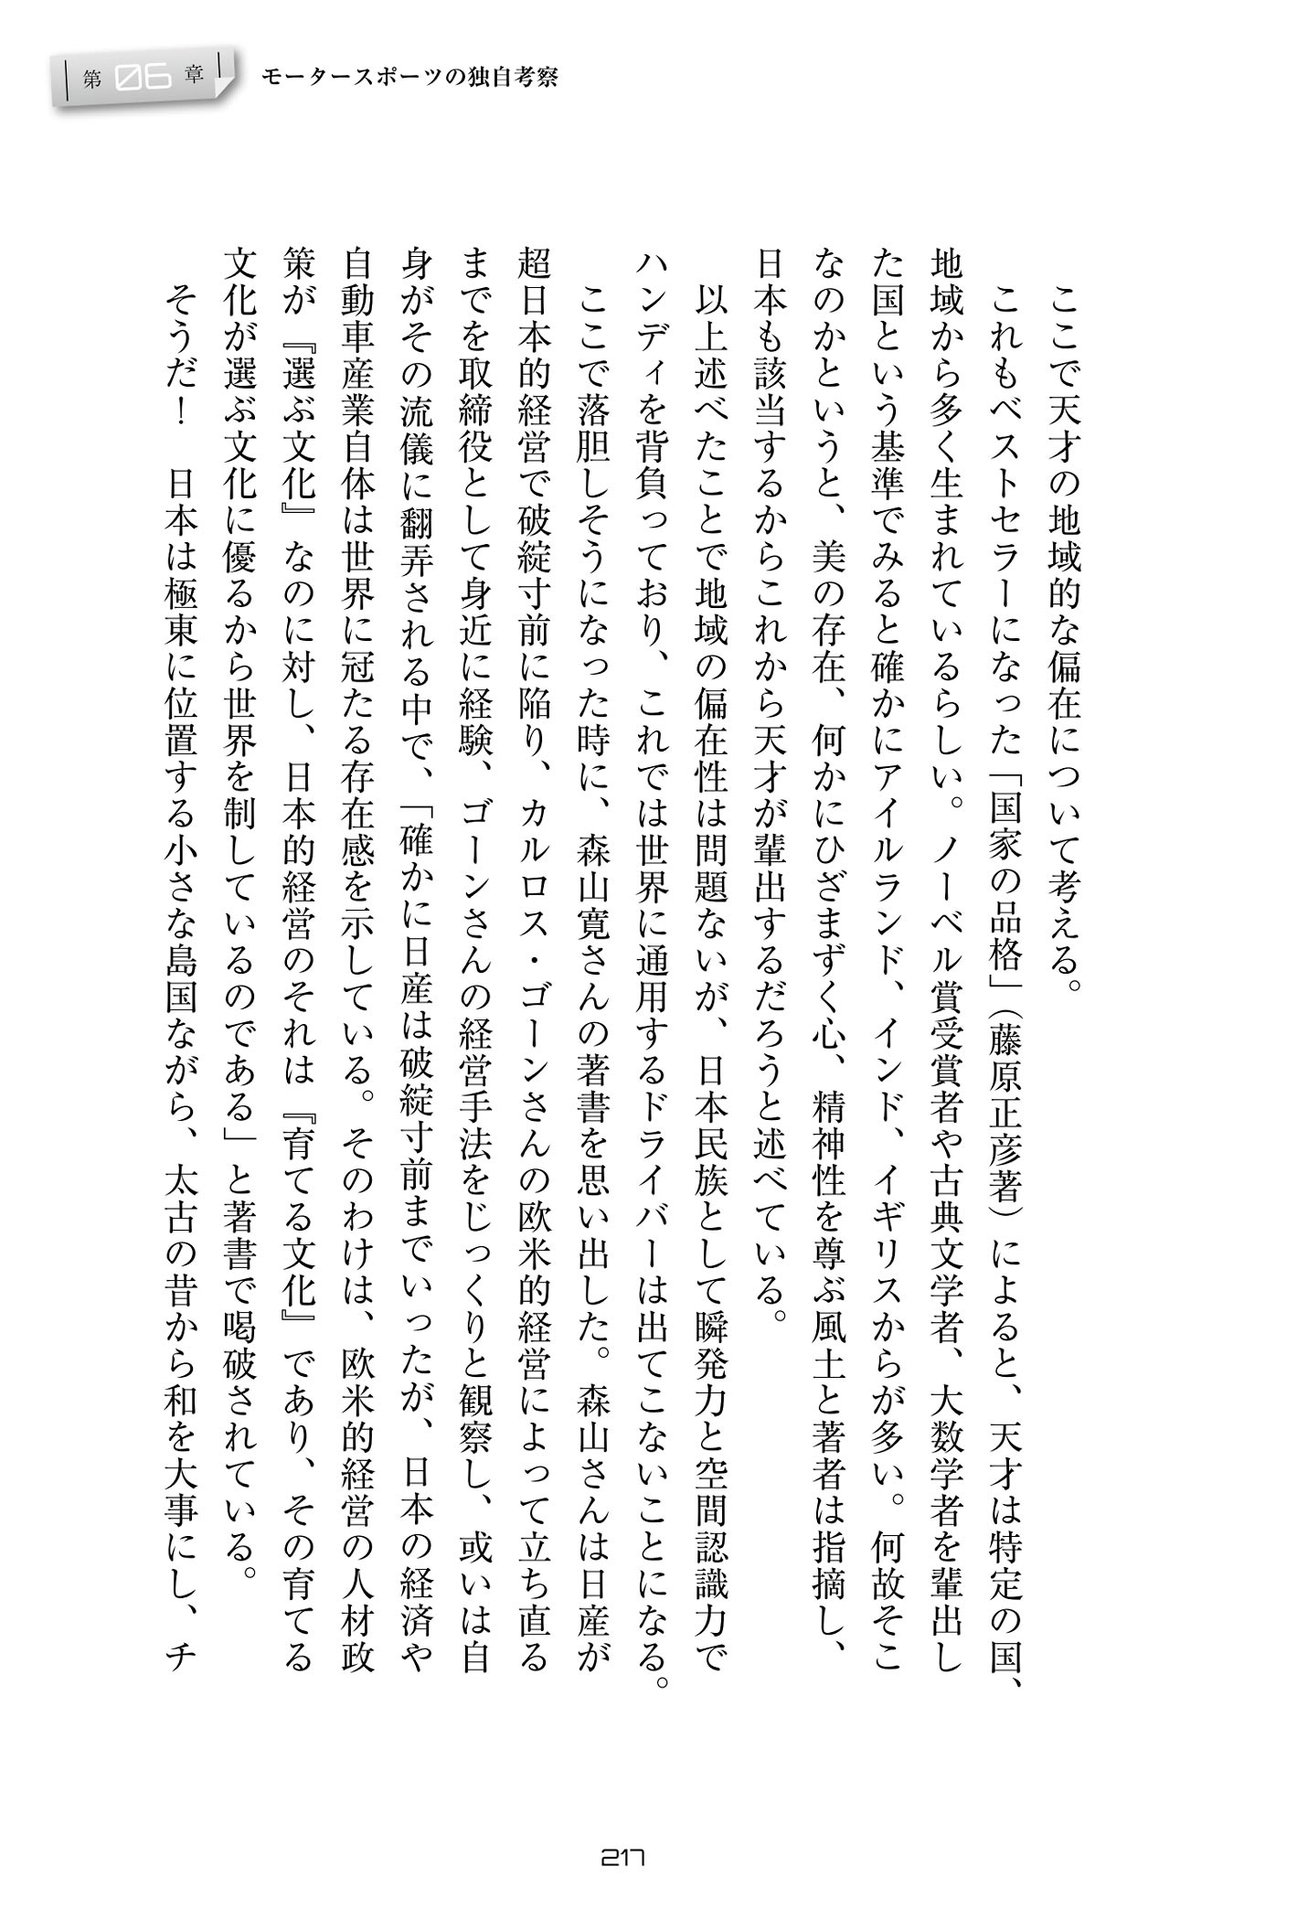 第06章 モータースポーツの独自考察
ここで天才の地域的な偏在について考える。
これもベストセラーになった「国家の品格」(藤原正彦著)によると、天才は特定の国、
地域から多く生まれているらしい。ノーベル賞受賞者や古典文学者、大数学者を輩出し
た国という基準でみると確かにアイルランド、インド、イギリスからが多い。何故そこ
なのかというと、美の存在、何かにひざまずく心、精神性を尊ぶ風土と著者は指摘し、
日本も該当するからこれから天才が輩出するだろうと述べている。
以上述べたことで地域の偏在性は問題ないが、日本民族として瞬発力と空間認識力で
ハンディを背負っており、これでは世界に通用するドライバーは出てこないことになる。
ここで落胆しそうになった時に、森山寛さんの著書を思い出した。森山さんは日産が
超日本的経営で破綻寸前に陥り、カルロス・ゴーンさんの欧米的経営によって立ち直る
までを取締役として身近に経験、ゴーンさんの経営手法をじっくりと観察し、或いは自
身がその流儀に翻弄される中で、「確かに日産は破綻寸前までいったが、日本の経済や
自動車産業自体は世界に冠たる存在感を示している。そのわけは、欧米的経営の人材政
策が『選ぶ文化』なのに対し、日本的経営のそれは『育てる文化』であり、その育てる
文化が選ぶ文化に優るから世界を制しているのである」と著書で喝破されている。
そうだ! 日本は極東に位置する小さな島国ながら、太古の昔から和を大事にし、チ
217